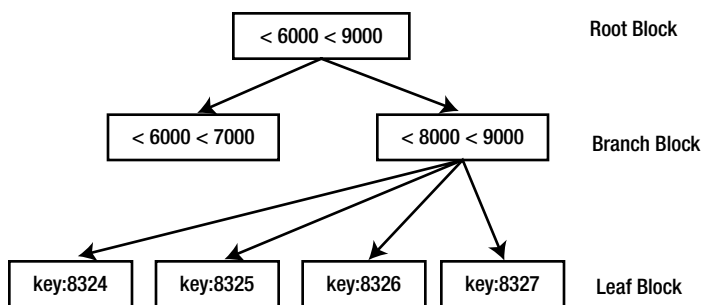 < 6000 < 9000
Root Block
< 6000 < 7000
< 8000 < 9000
Branch Block
key:8324
key:8325
key:8326
key:8327
Leaf Block